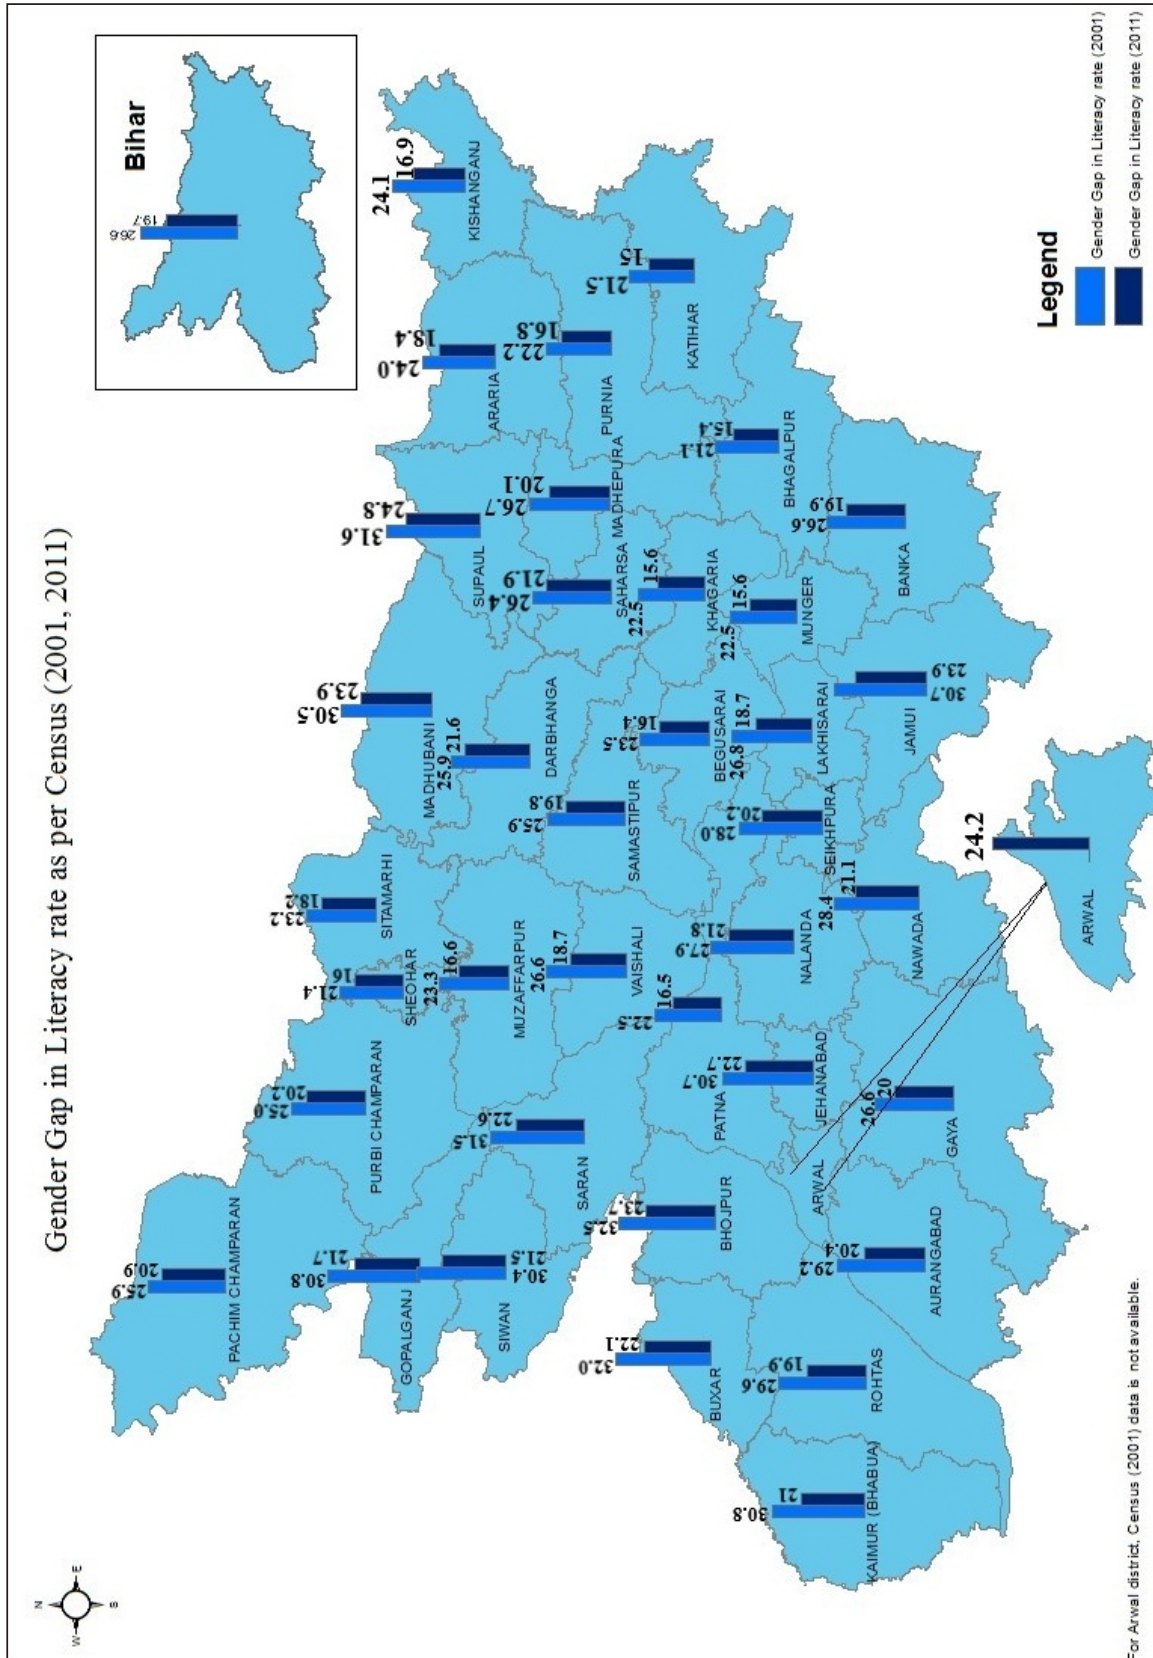 Gender Gap in Literacy rate as per Census (2001, 2011)
N
W
E
S
Bihar
26.6
19.7
25.9
20.9
PACHIM CHAMPARAN
25.0
20.2
PURBI CHAMPARAN
21.4
16
SHEOHAR
23.2
18.2
SITAMARHI
30.5
23.9
MADHUBANI
31.6
24.8
SUPAUL
24.0
18.4
ARARIA
24.1
16.9
KISHANGANJ
30.8
21.7
GOPALGANJ
30.4
21.5
SIWAN
31.5
22.6
SARAN
23.3
16.6
MUZAFFARPUR
26.6
18.7
VAISHALI
25.9
21.6
DARBHANGA
25.9
19.8
SAMASTIPUR
26.4
21.9
SAHARSA
26.7
20.1
MADHEPURA
22.2
16.8
PURNIA
21.5
15
KATIHAR
32.0
22.1
BUXAR
32.5
23.7
BHOJPUR
22.5
16.5
PATNA
23.5
16.4
BEGUSARAI
22.5
15.6
KHAGARIA
22.5
15.6
MUNGER
21.1
15.4
BHAGALPUR
30.8
21
KAIMUR (BHABUA)
29.6
19.9
ROHTAS
29.2
20.4
AURANGABAD
ARWAL
30.7
22.7
JEHANABAD
26.6
20
GAYA
27.9
21.8
NALANDA
28.4
21.1
NAWADA
28.0
20.2
SEIKHPURA
26.8
18.7
LAKHISARAI
30.7
23.9
JAMUI
26.6
19.9
BANKA
24.2
ARWAL
Legend
Gender Gap in Literacy rate (2001)
Gender Gap in Literacy rate (2011)
For Arwal district, Census (2001) data is not available.